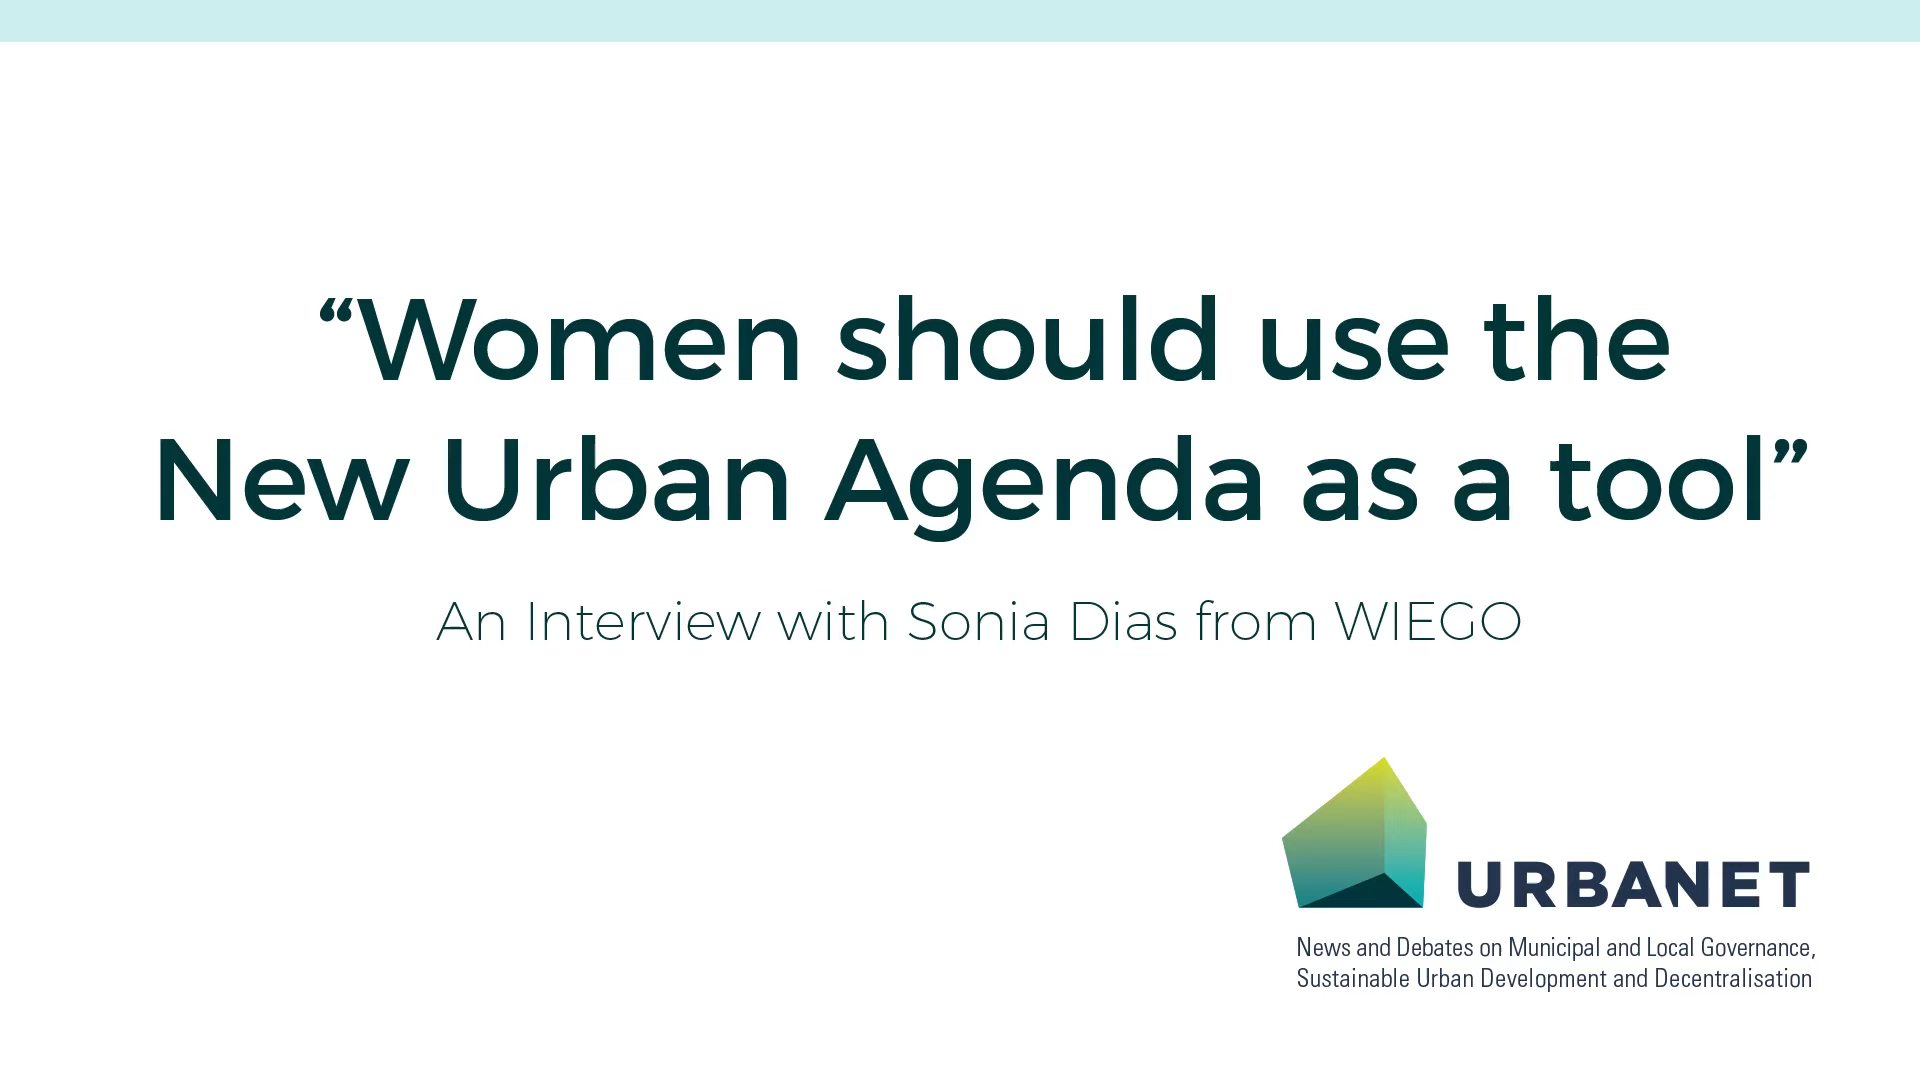 “Women should use the
New Urban Agenda as a tool”
An Interview with Sonia Dias from WIEGO
URBANET
News and Debates on Municipal and Local Governance,
Sustainable Urban Development and Decentralisation